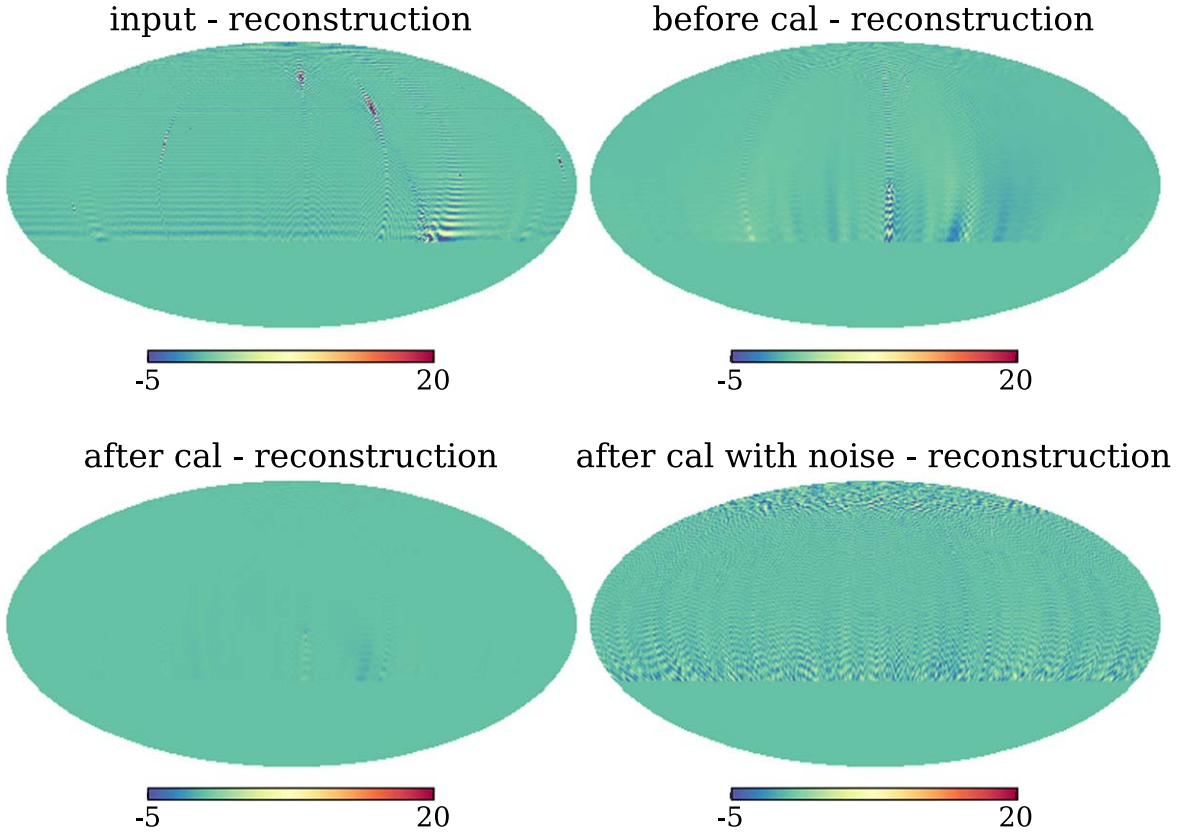 input - reconstruction
before cal - reconstruction
-5 20
-5 20
after cal - reconstruction
after cal with noise - reconstruction
-5 20
-5 20